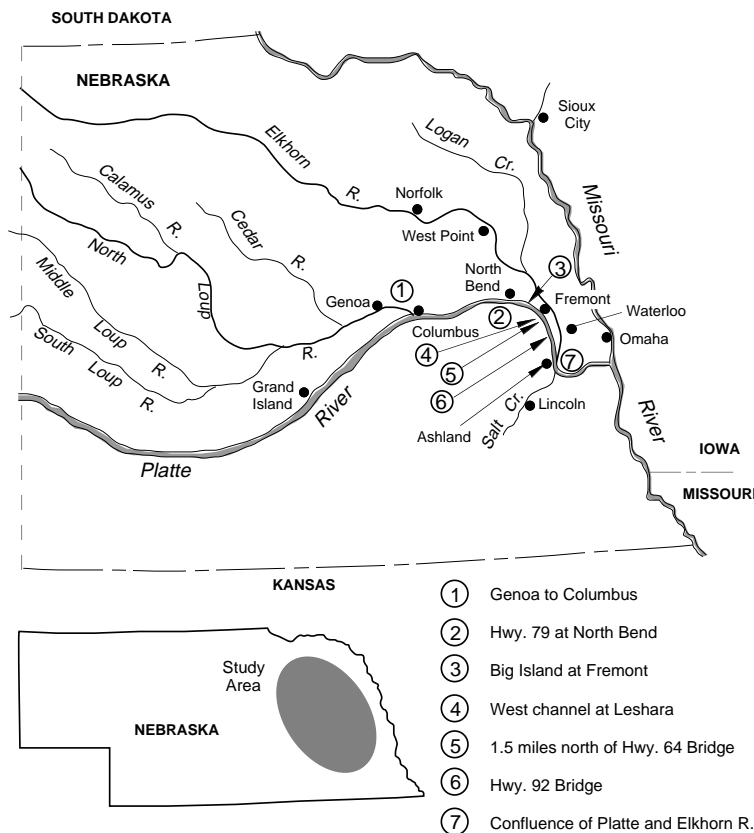 SOUTH DAKOTA
NEBRASKA
Sioux
City
Logan
Cr.
Elkhorn
R.
Missouri
River
Calamus
R.
Norfolk
Cedar
R.
West Point
North
Loup
R.
Middle
Loup
R.
South
Loup
R.
North
Bend
3
Genoa
1
2
Fremont
Waterloo
Columbus
Omaha
4
5
7
6
Grand
Island
River
Platte
Ashland
Salt Cr.
Lincoln
IOWA
MISSOURI
KANSAS
1 Genoa to Columbus
2 Hwy. 79 at North Bend
3 Big Island at Fremont
4 West channel at Leshara
5 1.5 miles north of Hwy. 64 Bridge
6 Hwy. 92 Bridge
7 Confluence of Platte and Elkhorn R.
Study
Area
NEBRASKA